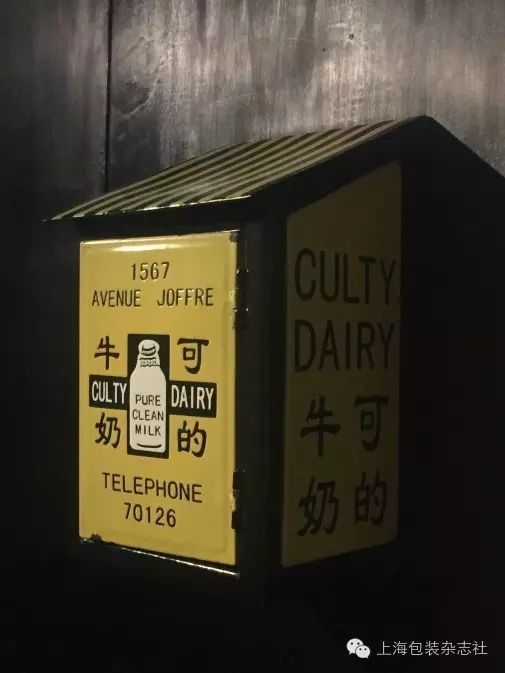 1567
AVENUE JOFFRE
牛 可
CULTY DAIRY
PURE
CLEAN
MILK
奶 的
TELEPHONE
70126
CULTY
DAIRY
牛 可
奶 的
上海包装杂志社